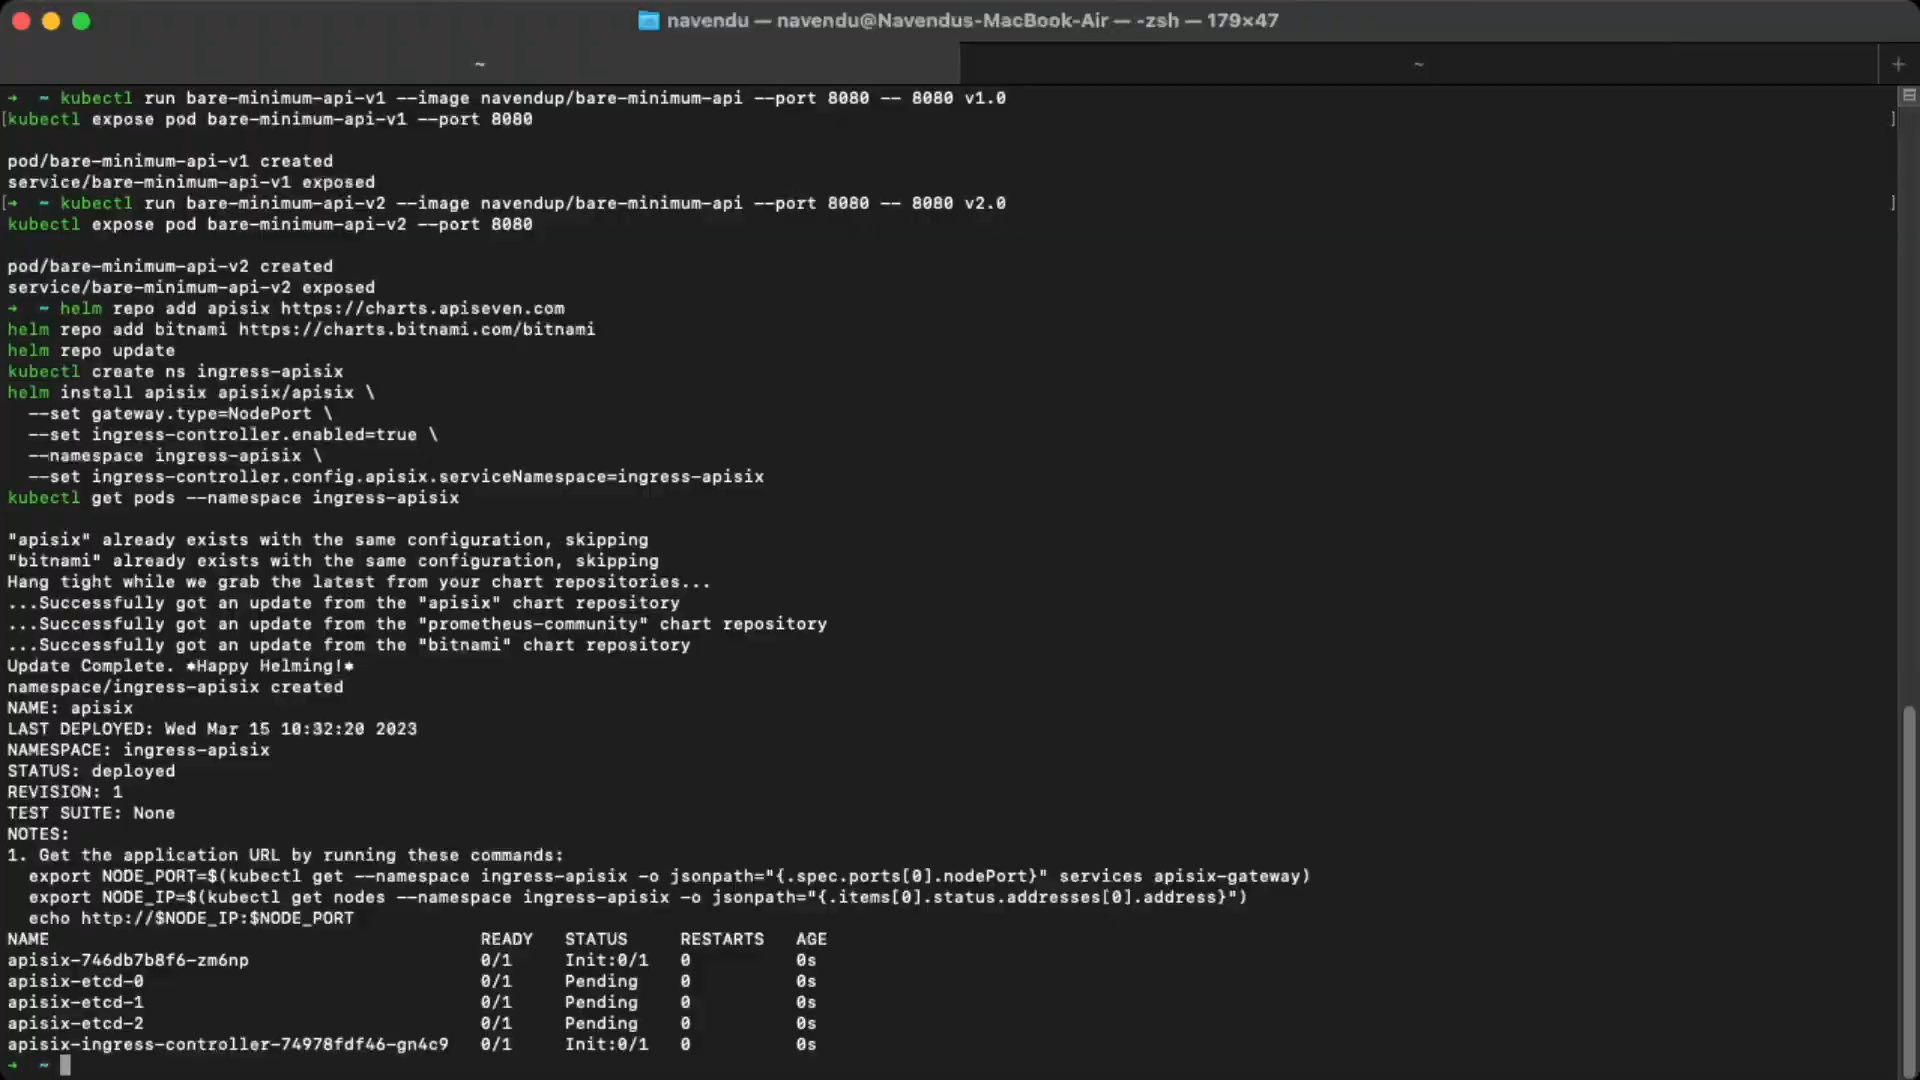 navendu — navendu@Navendus-MacBook-Air — -zsh — 179×47
~
~
+
→ ~ kubectl run bare-minimum-api-v1 --image navendup/bare-minimum-api --port 8080 -- 8080 v1.0
[kubectl expose pod bare-minimum-api-v1 --port 8080 ]
pod/bare-minimum-api-v1 created
service/bare-minimum-api-v1 exposed
[→ ~ kubectl run bare-minimum-api-v2 --image navendup/bare-minimum-api --port 8080 -- 8080 v2.0 ]
kubectl expose pod bare-minimum-api-v2 --port 8080
pod/bare-minimum-api-v2 created
service/bare-minimum-api-v2 exposed
→ ~ helm repo add apisix https://charts.apiseven.com
helm repo add bitnami https://charts.bitnami.com/bitnami
helm repo update
kubectl create ns ingress-apisix
helm install apisix apisix/apisix \
--set gateway.type=NodePort \
--set ingress-controller.enabled=true \
--namespace ingress-apisix \
--set ingress-controller.config.apisix.serviceNamespace=ingress-apisix
kubectl get pods --namespace ingress-apisix
"apisix" already exists with the same configuration, skipping
"bitnami" already exists with the same configuration, skipping
Hang tight while we grab the latest from your chart repositories...
...Successfully got an update from the "apisix" chart repository
...Successfully got an update from the "prometheus-community" chart repository
...Successfully got an update from the "bitnami" chart repository
Update Complete. *Happy Helming!*
namespace/ingress-apisix created
NAME: apisix
LAST DEPLOYED: Wed Mar 15 10:32:20 2023
NAMESPACE: ingress-apisix
STATUS: deployed
REVISION: 1
TEST SUITE: None
NOTES:
1. Get the application URL by running these commands:
export NODE_PORT=$(kubectl get --namespace ingress-apisix -o jsonpath="{.spec.ports[0].nodePort}" services apisix-gateway)
export NODE_IP=$(kubectl get nodes --namespace ingress-apisix -o jsonpath="{.items[0].status.addresses[0].address}")
echo http://$NODE_IP:$NODE_PORT
NAME READY STATUS RESTARTS AGE
apisix-746db7b8f6-zm6np 0/1 Init:0/1 0 0s
apisix-etcd-0 0/1 Pending 0 0s
apisix-etcd-1 0/1 Pending 0 0s
apisix-etcd-2 0/1 Pending 0 0s
apisix-ingress-controller-74978fdf46-gn4c9 0/1 Init:0/1 0 0s
→ ~